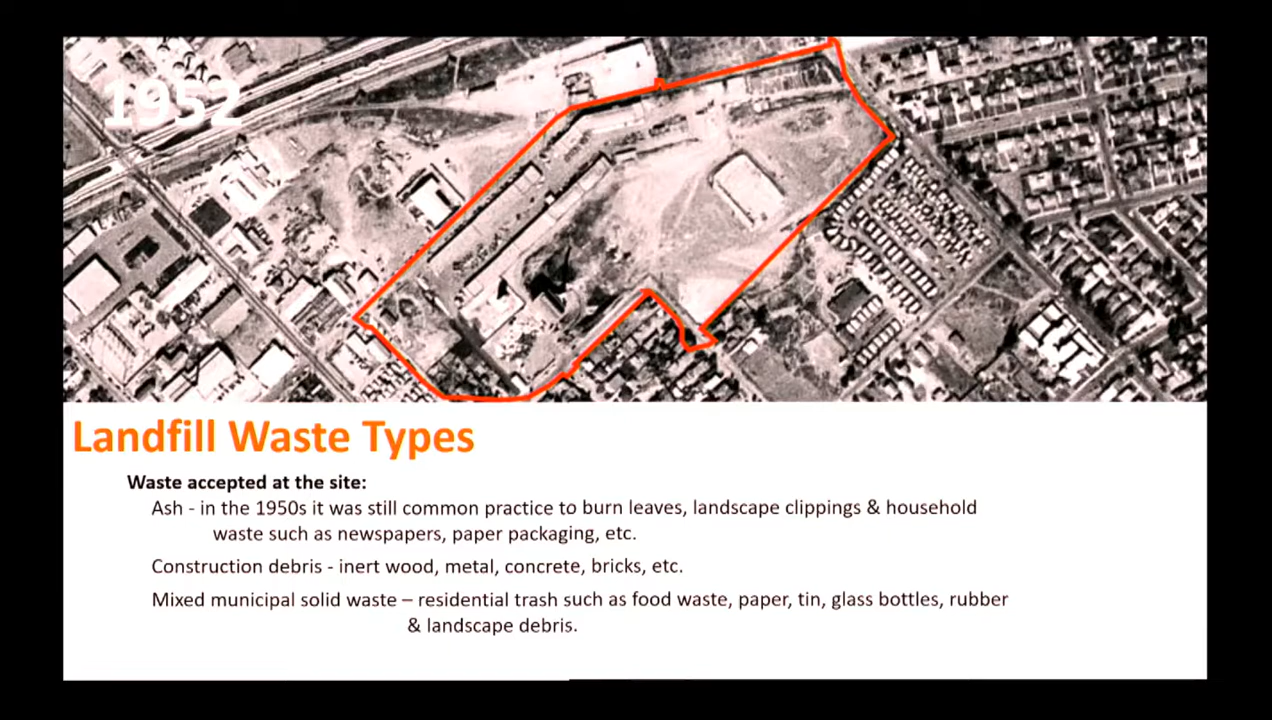 1952
Landfill Waste Types
Waste accepted at the site:
Ash - in the 1950s it was still common practice to burn leaves, landscape clippings & household
waste such as newspapers, paper packaging, etc.
Construction debris - inert wood, metal, concrete, bricks, etc.
Mixed municipal solid waste – residential trash such as food waste, paper, tin, glass bottles, rubber
& landscape debris.